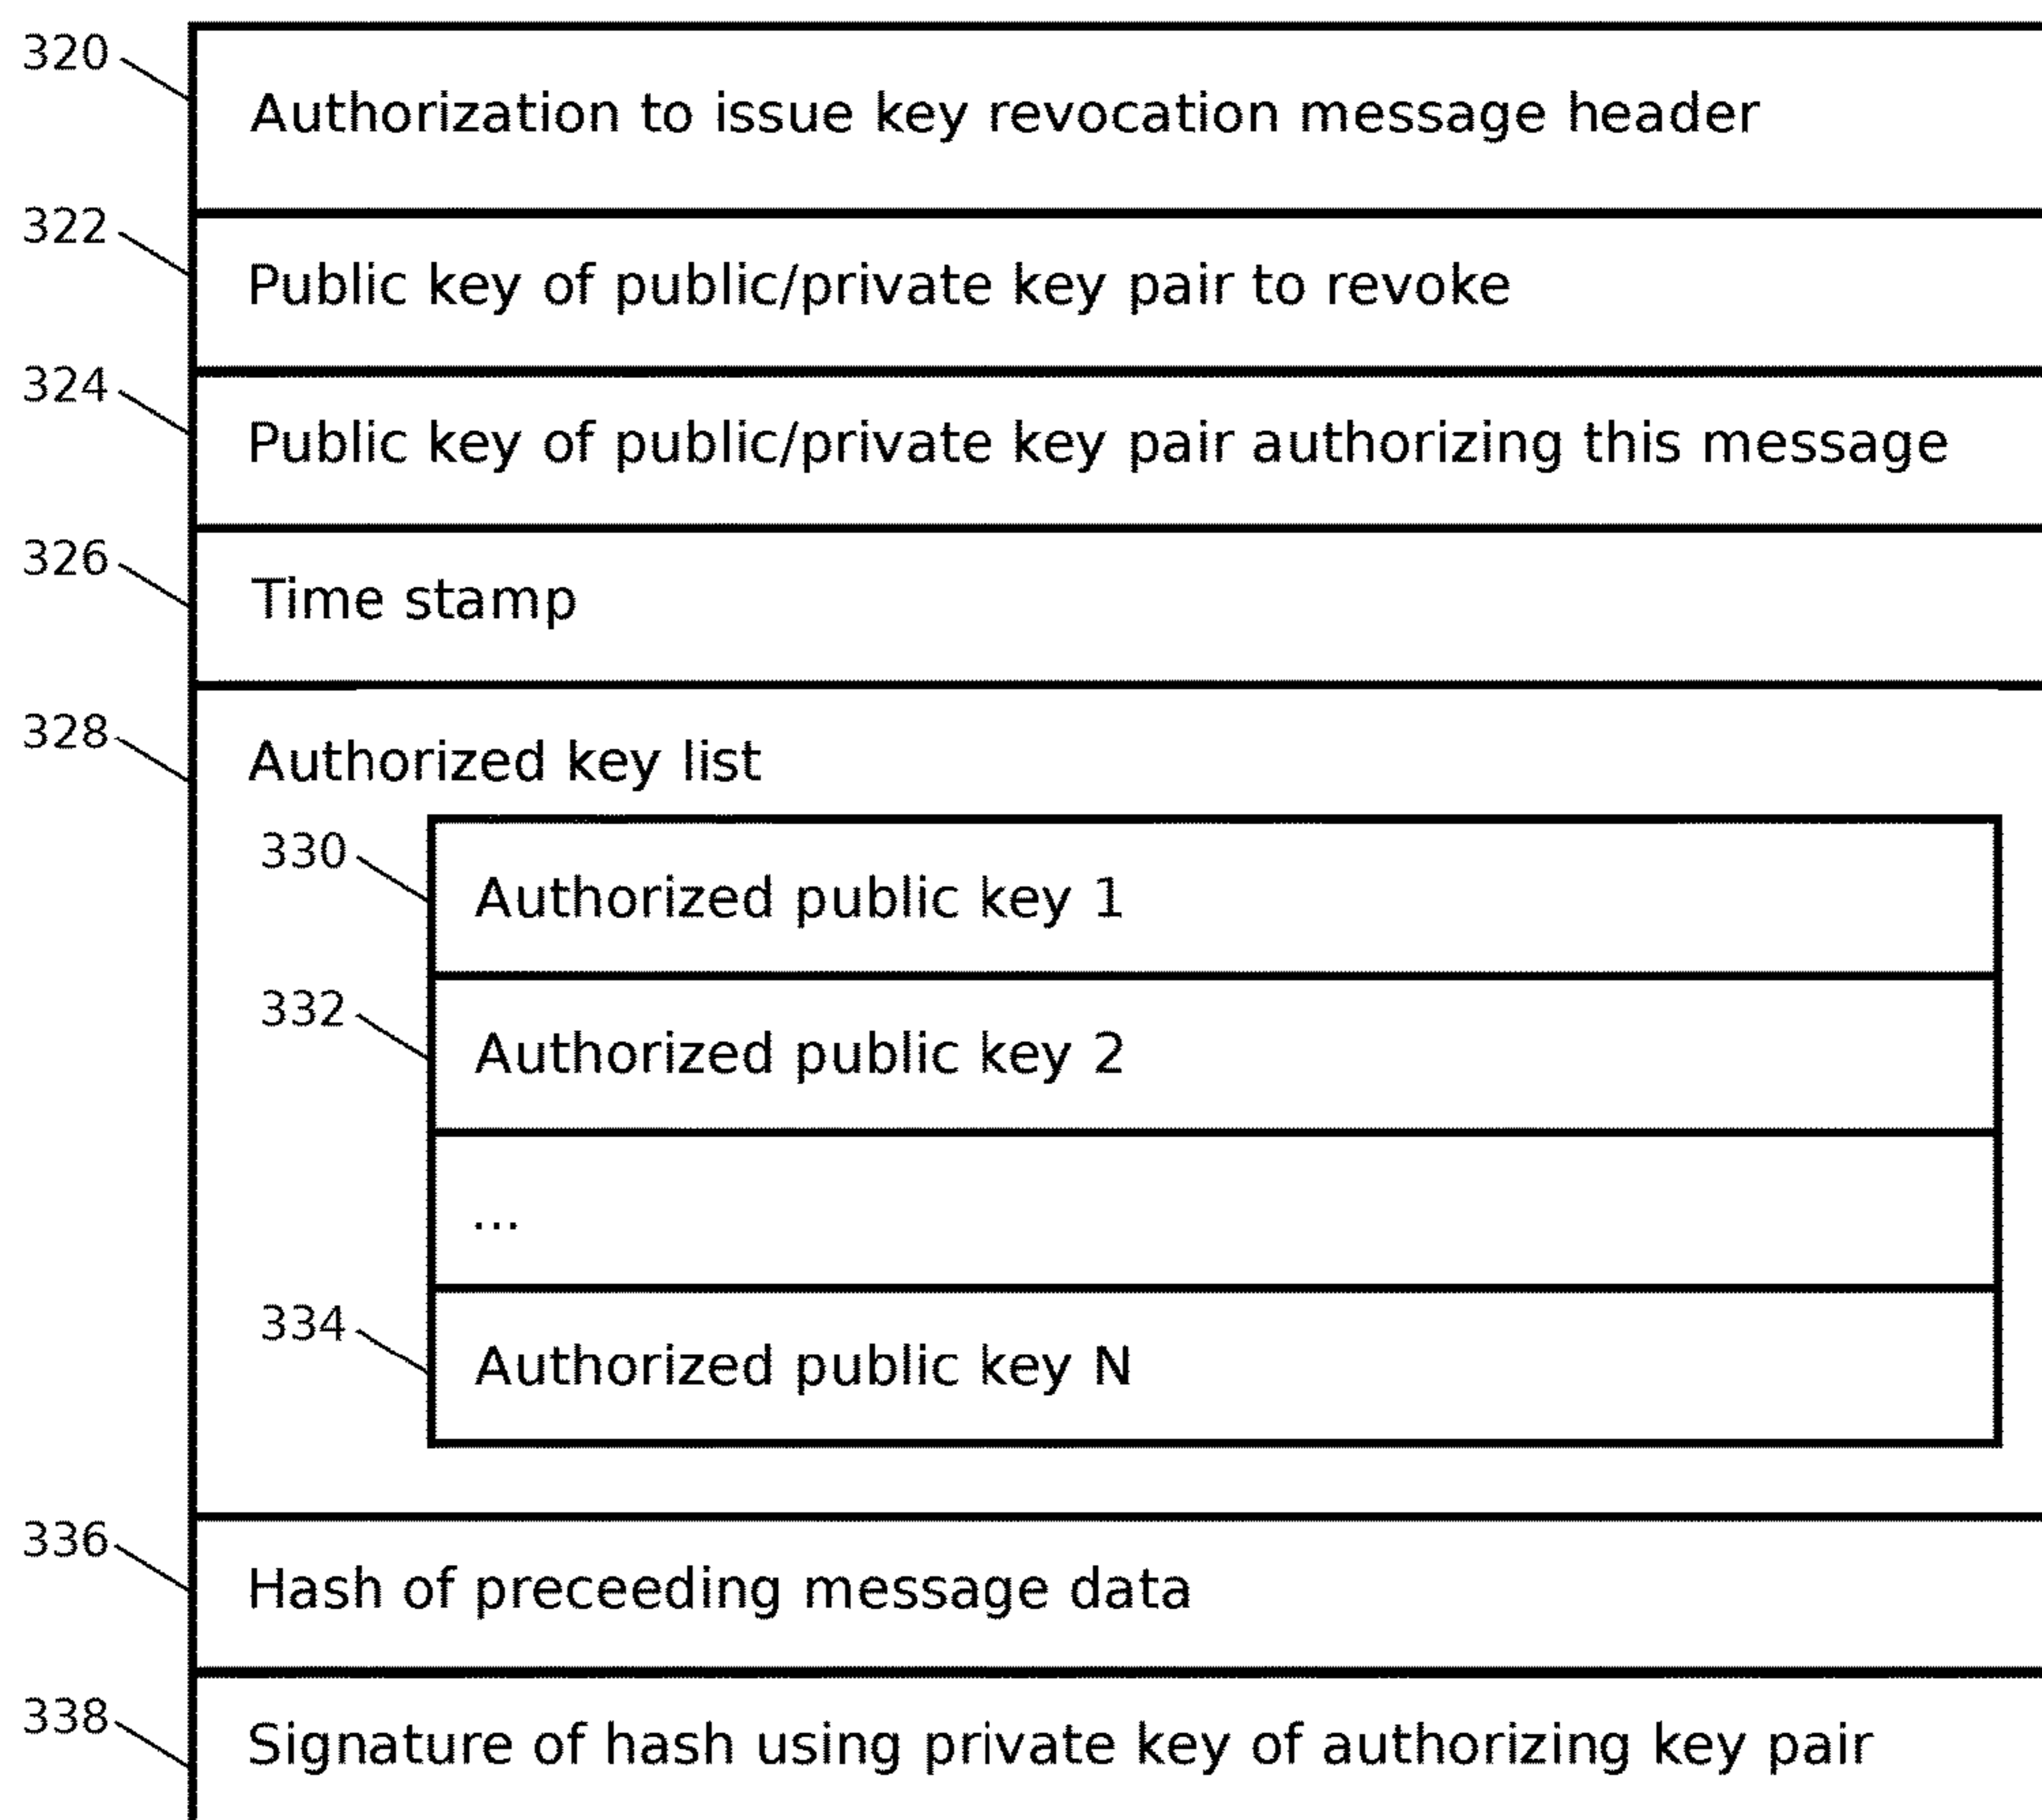 320
Authorization to issue key revocation message header
322
Public key of public/private key pair to revoke
324
Public key of public/private key pair authorizing this message
326
Time stamp
328
Authorized key list
330
Authorized public key 1
332
Authorized public key 2
...
334
Authorized public key N
336
Hash of preceeding message data
338
Signature of hash using private key of authorizing key pair